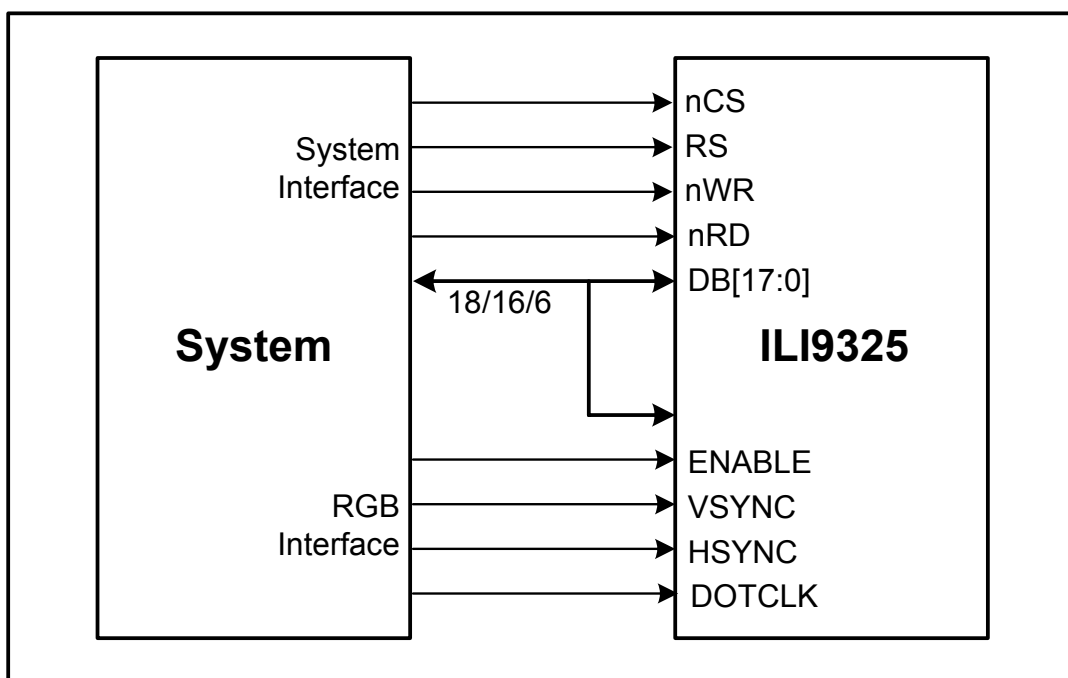 System
Interface
nCS
RS
nWR
nRD
DB[17:0]
18/16/6
System
ILI9325
ENABLE
RGB
Interface
VSYNC
HSYNC
DOTCLK